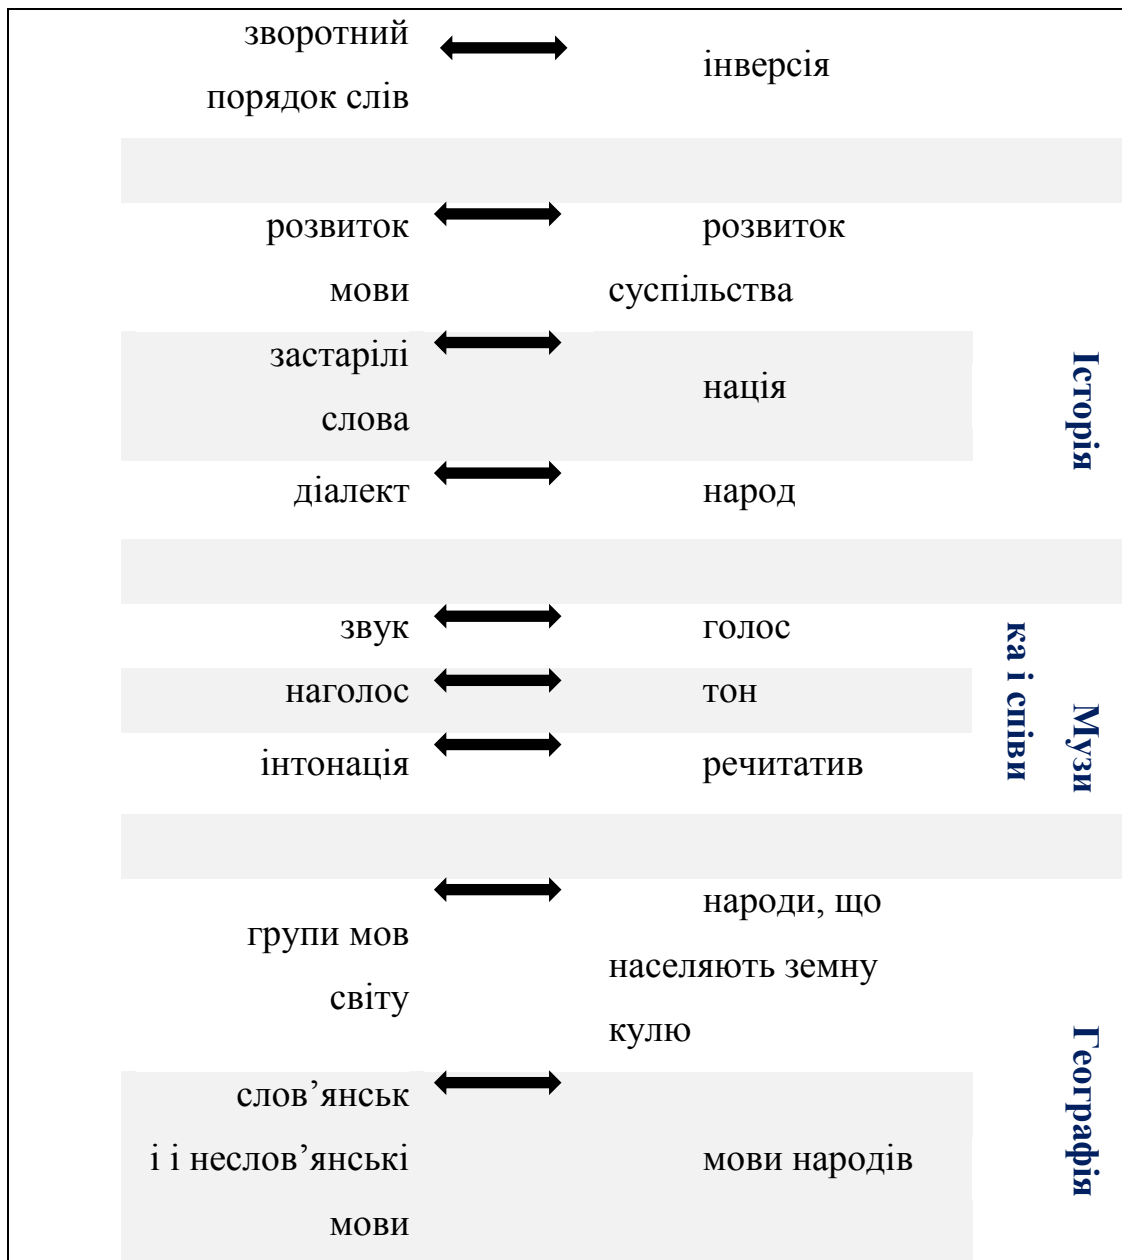 зворотний
порядок слів
інверсія
розвиток
мови
розвиток
суспільства
застарілі
слова
нація
діалект
народ
Історія
звук
голос
наголос
тон
інтонація
речитатив
Музи
ка і співи
групи мов
світу
народи, що
населяють земну
кулю
слов’янськ
і і неслов’янські
мови
мови народів
Географія